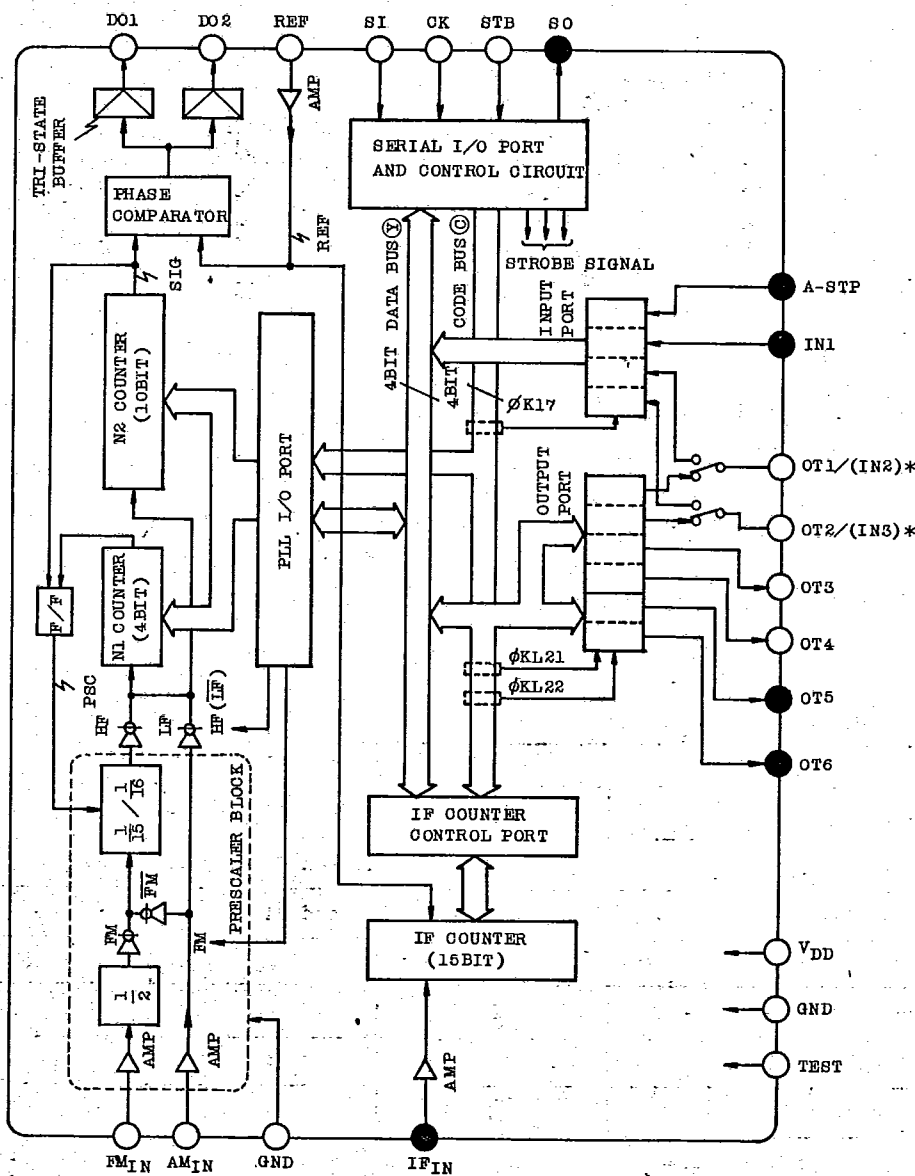 DO1 DO2 REF SI CK STB SO
AMP
TRI-STATE
BUFFER
SERIAL I/O PORT
AND CONTROL CIRCUIT
PHASE
COMPARATOR
REF
SIG
STROBE SIGNAL
4BIT DATA BUS Ⓨ
4BIT CODE BUS Ⓒ
INPUT
PORT
A-STP
IN1
N2 COUNTER
(10BIT)
PLL I/O PORT
øK17
OUTPUT
PORT
OT1/(IN2)*
OT2/(IN3)*
OT3
OT4
OT5
OT6
F/F
N1 COUNTER
(4BIT)
øKL21
øKL22
PSC
HF
LF
HF(L̅F̅)
1/15 / 1/16
PRESCALER BLOCK
IF COUNTER
CONTROL PORT
F̅M̅
FM
FM
1/2
IF COUNTER
(15BIT)
VDD
GND
TEST
AMP
AMP
AMP
FMIN AMIN GND IFIN